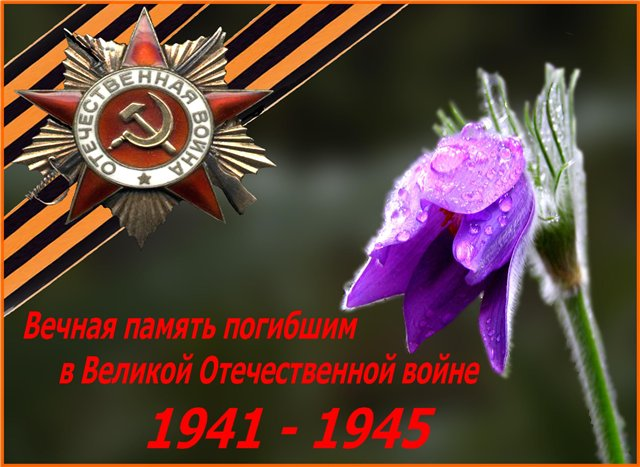 ОТЕЧЕСТВЕННАЯ ВОЙНА
Вечная память погибшим
в Великой Отечественной войне
1941 - 1945